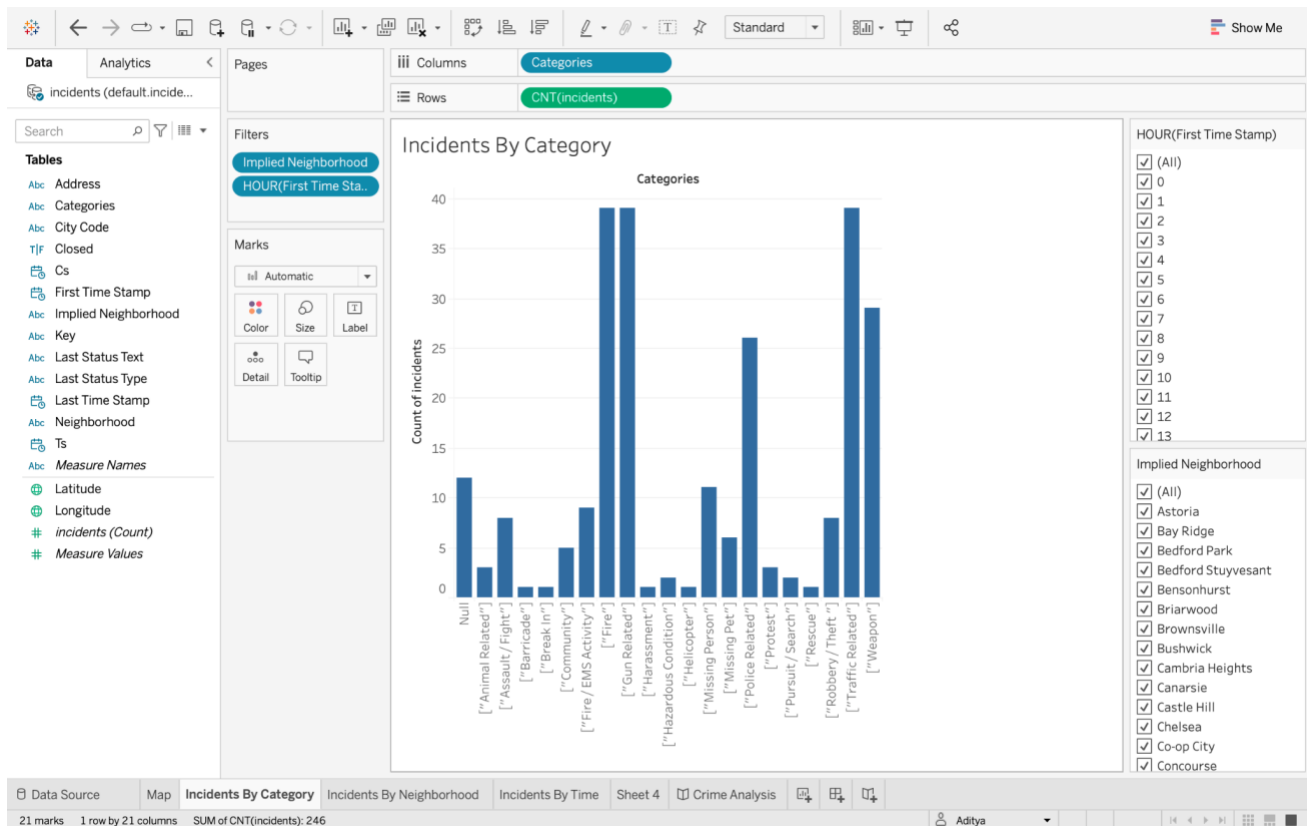 Standard
Show Me
Data
Analytics
Pages
Columns
Categories
incidents (default.incide...
Rows
CNT(incidents)
Search
Tables
Abc Address
Abc Categories
Abc City Code
T|F Closed
Cs
First Time Stamp
Abc Implied Neighborhood
Abc Key
Abc Last Status Text
Abc Last Status Type
Last Time Stamp
Abc Neighborhood
Ts
Abc Measure Names
Latitude
Longitude
# incidents (Count)
# Measure Values
Filters
Implied Neighborhood
HOUR(First Time Sta..
Marks
Automatic
Color
Size
Label
Detail
Tooltip
Incidents By Category
Categories
Count of incidents
40
35
30
25
20
15
10
5
0
Null
["Animal Related"]
["Assault / Fight"]
["Barricade"]
["Break In"]
["Community"]
["Fire / EMS Activity"]
["Fire"]
["Gun Related"]
["Harassment"]
["Hazardous Condition"]
["Helicopter"]
["Missing Person"]
["Missing Pet"]
["Police Related"]
["Protest"]
["Pursuit / Search"]
["Rescue"]
["Robbery / Theft"]
["Traffic Related"]
["Weapon"]
HOUR(First Time Stamp)
(All)
0
1
2
3
4
5
6
7
8
9
10
11
12
13
Implied Neighborhood
(All)
Astoria
Bay Ridge
Bedford Park
Bedford Stuyvesant
Bensonhurst
Briarwood
Brownsville
Bushwick
Cambria Heights
Canarsie
Castle Hill
Chelsea
Co-op City
Concourse
Data Source
Map
Incidents By Category
Incidents By Neighborhood
Incidents By Time
Sheet 4
Crime Analysis
21 marks
1 row by 21 columns
SUM of CNT(incidents): 246
Aditya